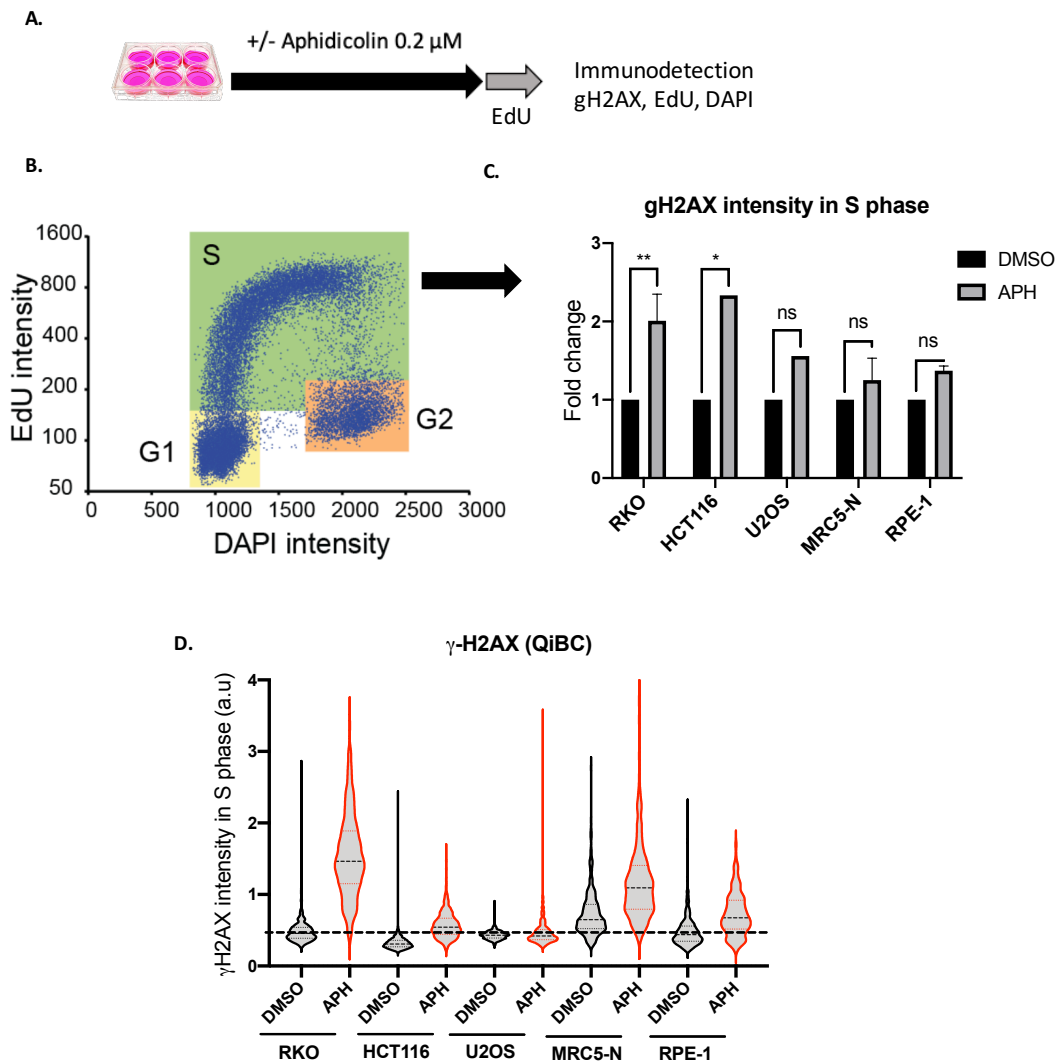 A.
+/- Aphidicolin 0.2 µM
EdU
Immunodetection
gH2AX, EdU, DAPI
B.
EdU intensity
1600
800
400
200
100
50
S
G1
G2
0 500 1000 1500 2000 2500 3000
DAPI intensity
C.
gH2AX intensity in S phase
Fold change
3
2
1
0
** * ns ns ns
DMSO
APH
RKO HCT116 U2OS MRC5-N RPE-1
D.
γ-H2AX (QiBC)
γH2AX intensity in S phase (a.u)
4
3
2
1
0
DMSO APH DMSO APH DMSO APH DMSO APH DMSO APH
RKO HCT116 U2OS MRC5-N RPE-1